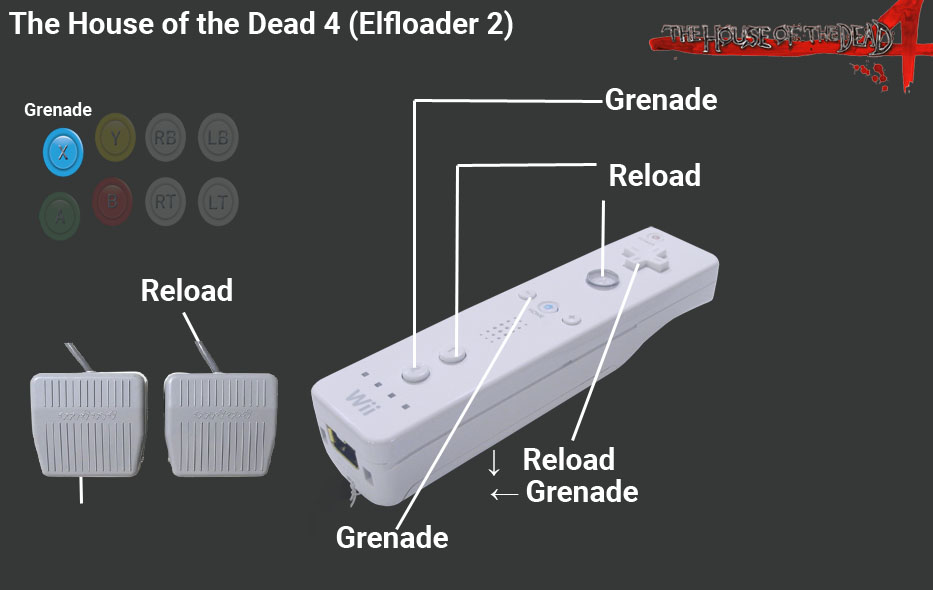 The House of the Dead 4 (Elfloader 2)
THE HOUSE OF THE DEAD 4
Grenade
X Y RB LB
A B RT LT
Grenade
Reload
Reload
HOME
Wii
↓ Reload
← Grenade
Grenade